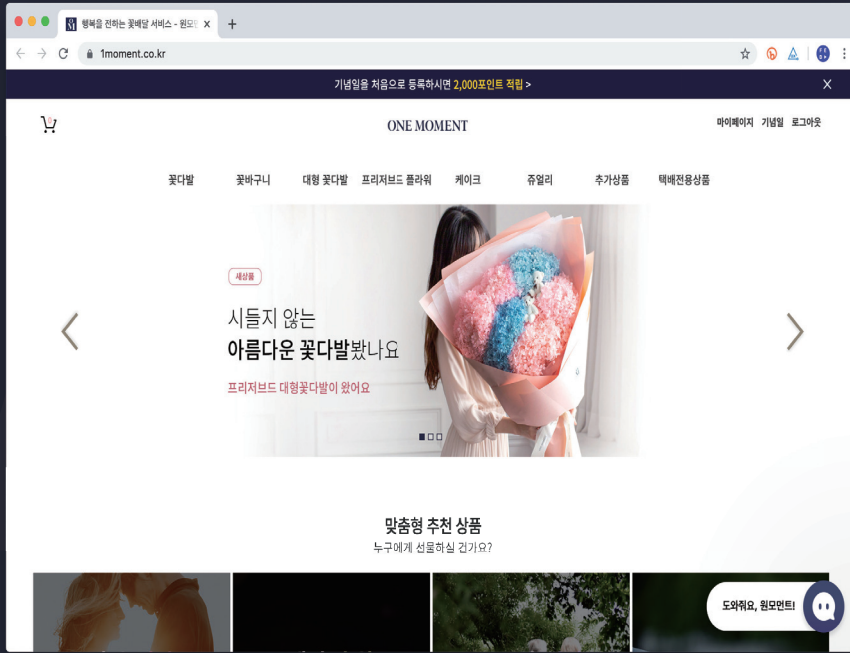 행복을 전하는 꽃배달 서비스 - 원모
1moment.co.kr
기념일을 처음으로 등록하시면 2,000포인트 적립 >
ONE MOMENT
마이페이지 기념일 로그아웃
꽃다발 꽃바구니 대형 꽃다발 프리저브드 플라워 케이크 쥬얼리 추가상품 택배전용상품
새상품
시들지 않는
아름다운 꽃다발봤나요
프리저브드 대형꽃다발이 왔어요
맞춤형 추천 상품
누구에게 선물하실 건가요?
도와줘요, 원모먼트!